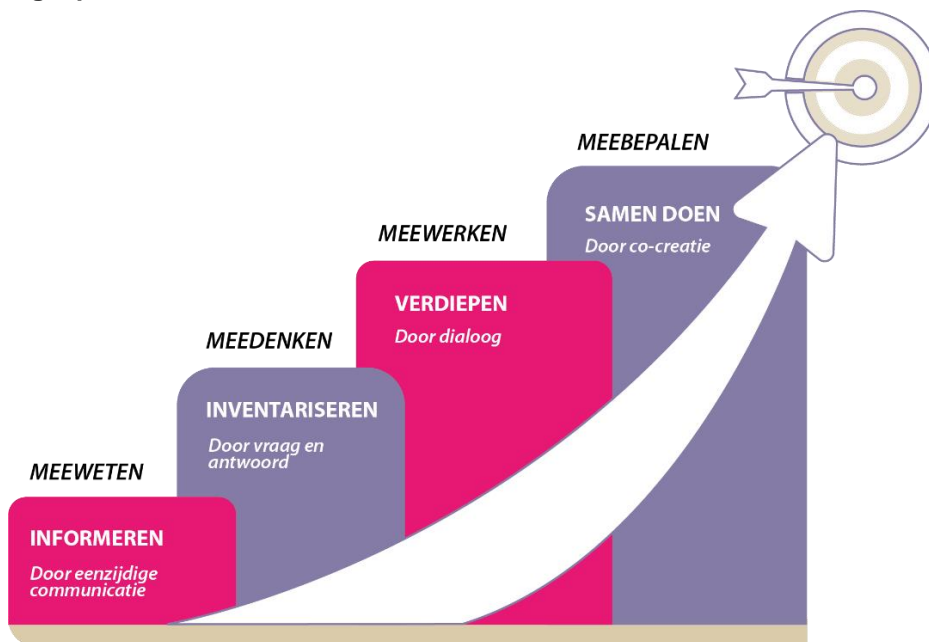 MEEBEPALEN
SAMEN DOEN
Door co-creatie
MEEWERKEN
VERDIEPEN
Door dialoog
MEEDENKEN
INVENTARISEREN
Door vraag en
antwoord
MEEWETEN
INFORMEREN
Door eenzijdige
communicatie